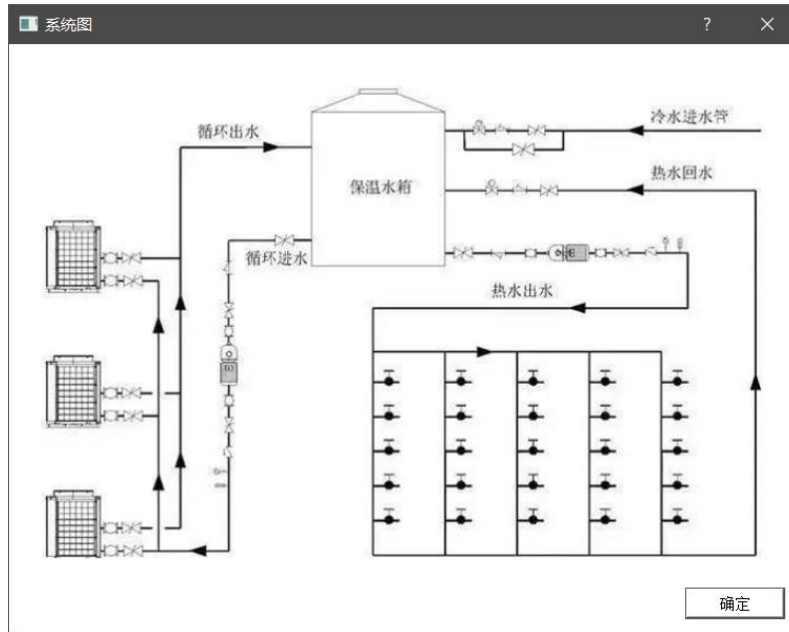 系统图
?
循环出水
冷水进水管
保温水箱
热水回水
循环进水
热水出水
确定